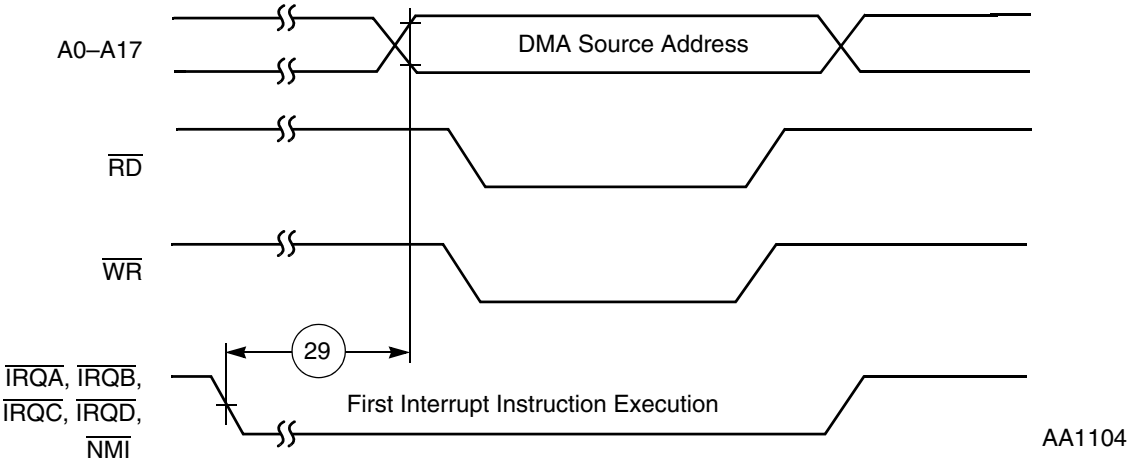 A0–A17
DMA Source Address
RD
WR
29
IRQA, IRQB,
IRQC, IRQD,
NMI
First Interrupt Instruction Execution
AA1104